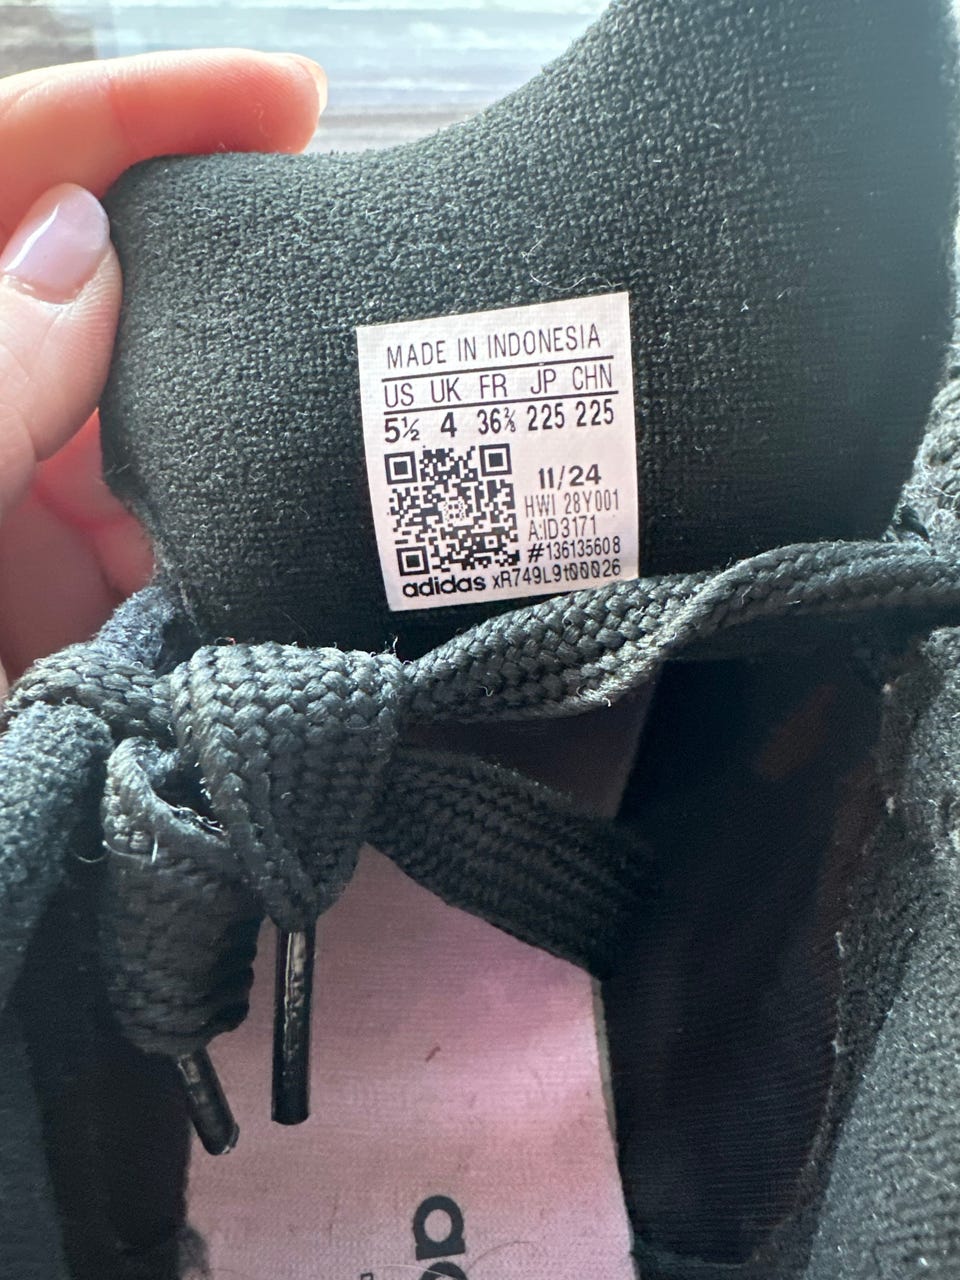 MADE IN INDONESIA
US UK FR JP CHN
5½ 4 36⅔ 225 225
11/24
HWI 28Y001
A:ID3171
#136135608
adidas xR749L9t00026